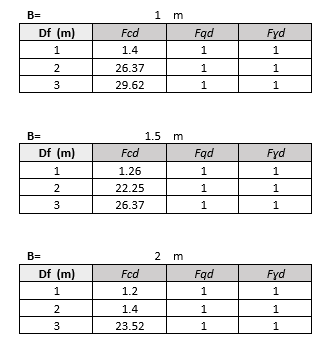 B= 1 m
Df (m) Fcd Fqd Fɣd
1 1.4 1 1
2 26.37 1 1
3 29.62 1 1
B= 1.5 m
Df (m) Fcd Fqd Fɣd
1 1.26 1 1
2 22.25 1 1
3 26.37 1 1
B= 2 m
Df (m) Fcd Fqd Fɣd
1 1.2 1 1
2 1.4 1 1
3 23.52 1 1